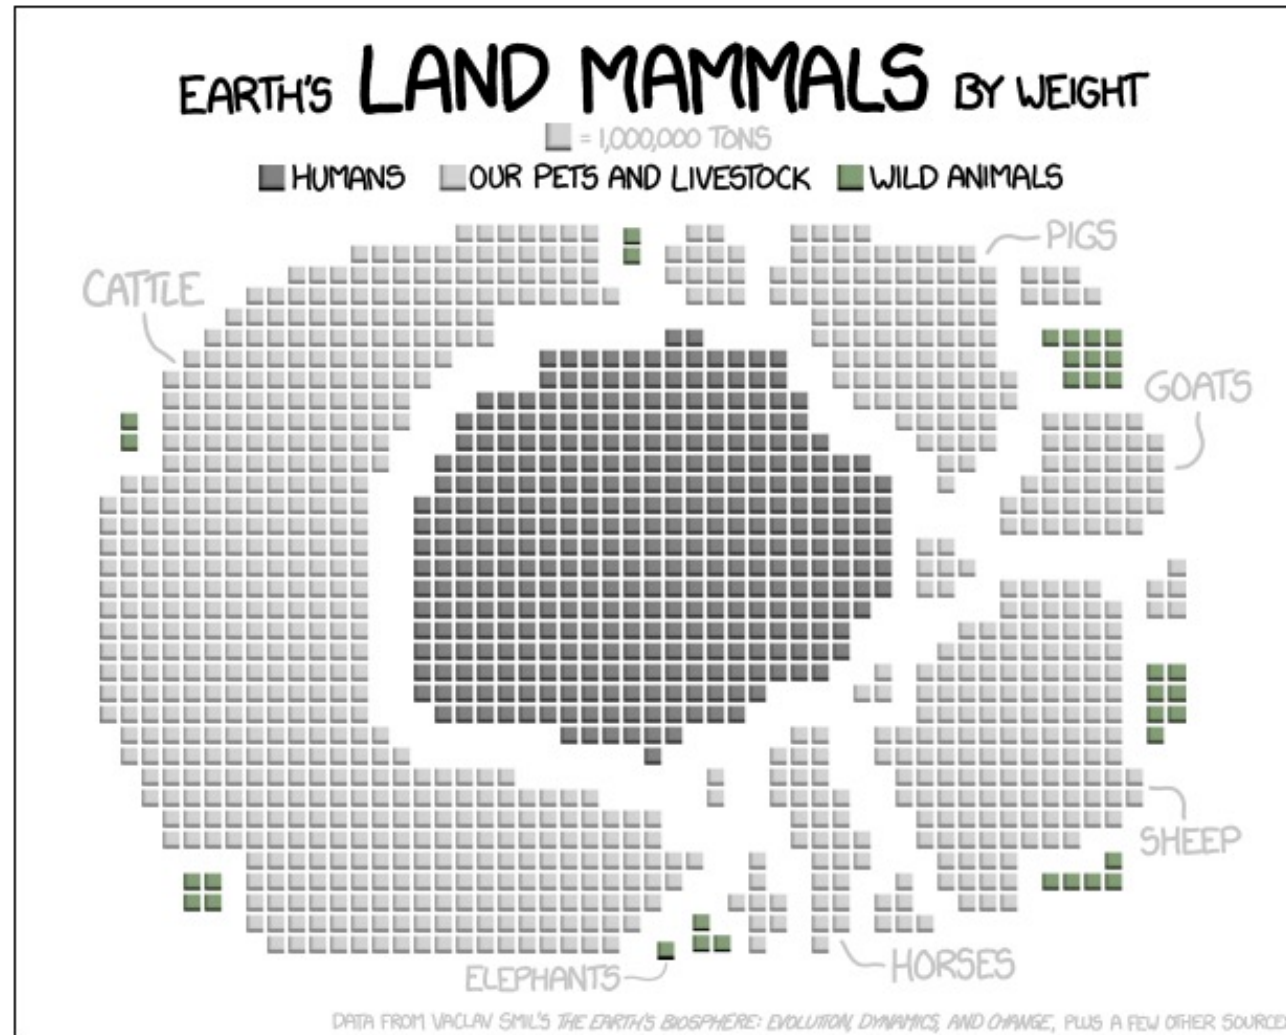 EARTH'S LAND MAMMALS BY WEIGHT
= 1,000,000 TONS
HUMANS OUR PETS AND LIVESTOCK WILD ANIMALS
PIGS
CATTLE
GOATS
SHEEP
HORSES
ELEPHANTS
DATA FROM VACLAV SMIL'S THE EARTH'S BIOSPHERE: EVOLUTION, DYNAMICS, AND CHANGE, PLUS A FEW OTHER